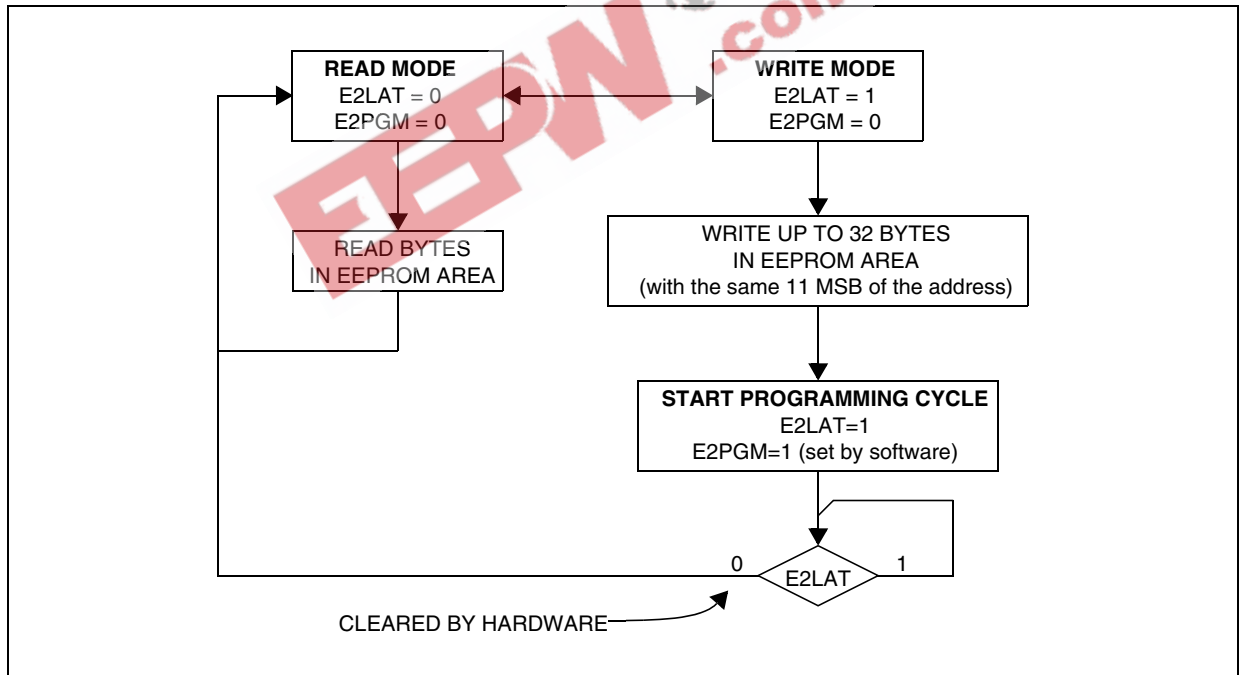 READ MODE
E2LAT = 0
E2PGM = 0
WRITE MODE
E2LAT = 1
E2PGM = 0
READ BYTES
IN EEPROM AREA
WRITE UP TO 32 BYTES
IN EEPROM AREA
(with the same 11 MSB of the address)
START PROGRAMMING CYCLE
E2LAT=1
E2PGM=1 (set by software)
0
E2LAT
1
CLEARED BY HARDWARE
EEPW
.com